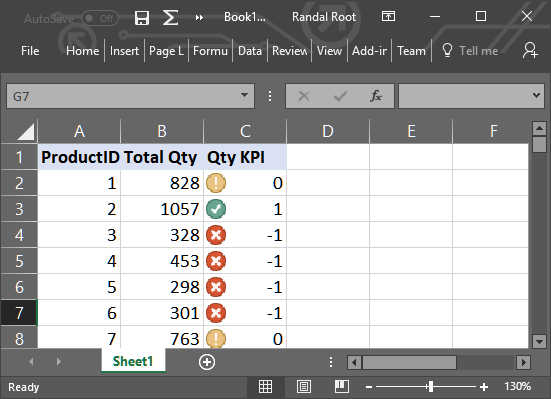 AutoSave Off Book1... Randal Root
File Home Insert Page L Formu Data Review View Add-in Team Tell me
G7 fx
A B C D E F
1 ProductID Total Qty Qty KPI
2 1 828 0
3 2 1057 1
4 3 328 -1
5 4 453 -1
6 5 298 -1
7 6 301 -1
8 7 763 0
Sheet1
Ready 130%